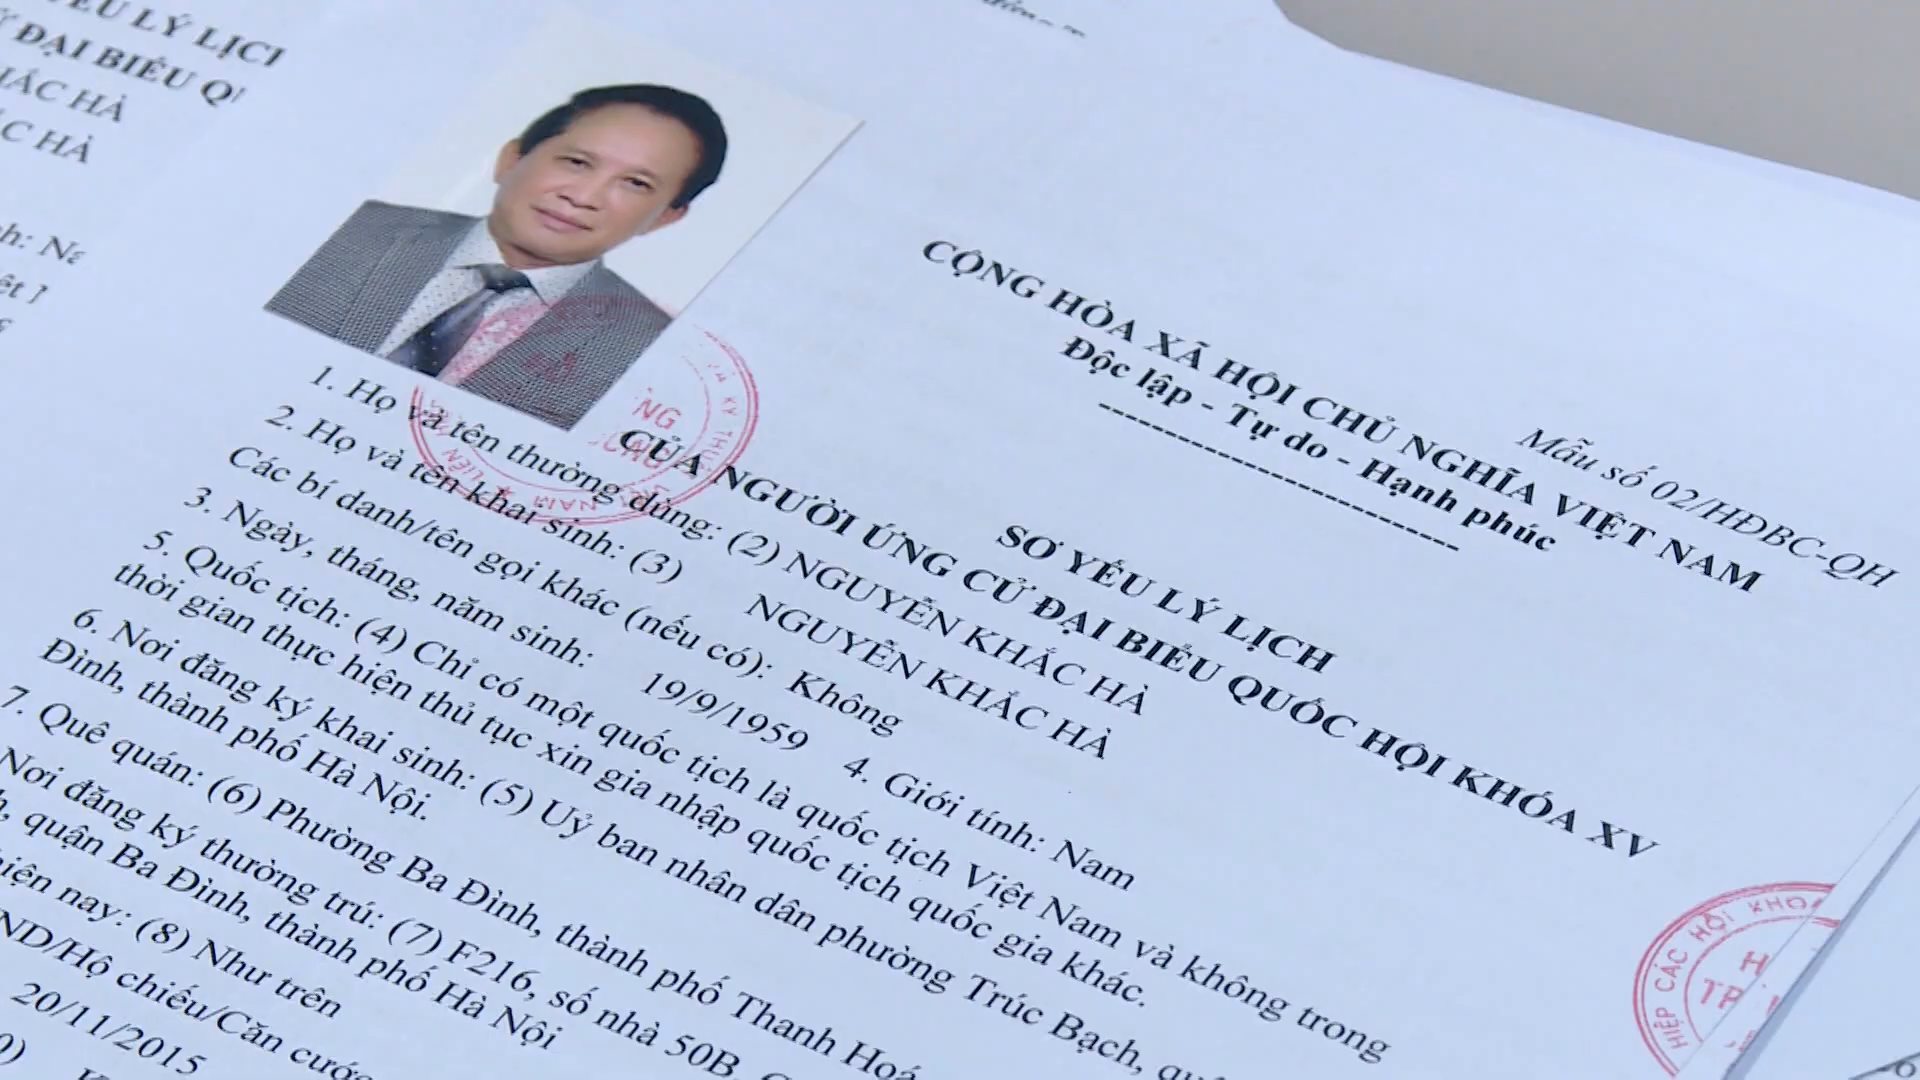 YẾU LÝ LỊCH
ĐẠI BIỂU QU
KHẮC HÀ
ẮC HÀ
Mẫu số 02/HĐBC-QH
CỘNG HÒA XÃ HỘI CHỦ NGHĨA VIỆT NAM
Độc lập - Tự do - Hạnh phúc
SƠ YẾU LÝ LỊCH
CỦA NGƯỜI ỨNG CỬ ĐẠI BIỂU QUỐC HỘI KHÓA XV
1. Họ và tên thường dùng: (2) NGUYỄN KHẮC HÀ
2. Họ và tên khai sinh: (3) NGUYỄN KHẮC HÀ
Các bí danh/tên gọi khác (nếu có): Không
3. Ngày, tháng, năm sinh: 19/9/1959 4. Giới tính: Nam
5. Quốc tịch: (4) Chỉ có một quốc tịch là quốc tịch Việt Nam và không trong
thời gian thực hiện thủ tục xin gia nhập quốc tịch quốc gia khác.
6. Nơi đăng ký khai sinh: (5) Uỷ ban nhân dân phường Trúc Bạch,
Đình, thành phố Hà Nội.
7. Quê quán: (6) Phường Ba Đình, thành phố Thanh Hoá
Nơi đăng ký thường trú: (7) F216, số nhà 50B,
quận Ba Đình, thành phố Hà Nội
nay: (8) Như trên
ND/Hộ chiếu/Căn cước
20/11/2015
HIỆP CÁC HỘI KHO
TP